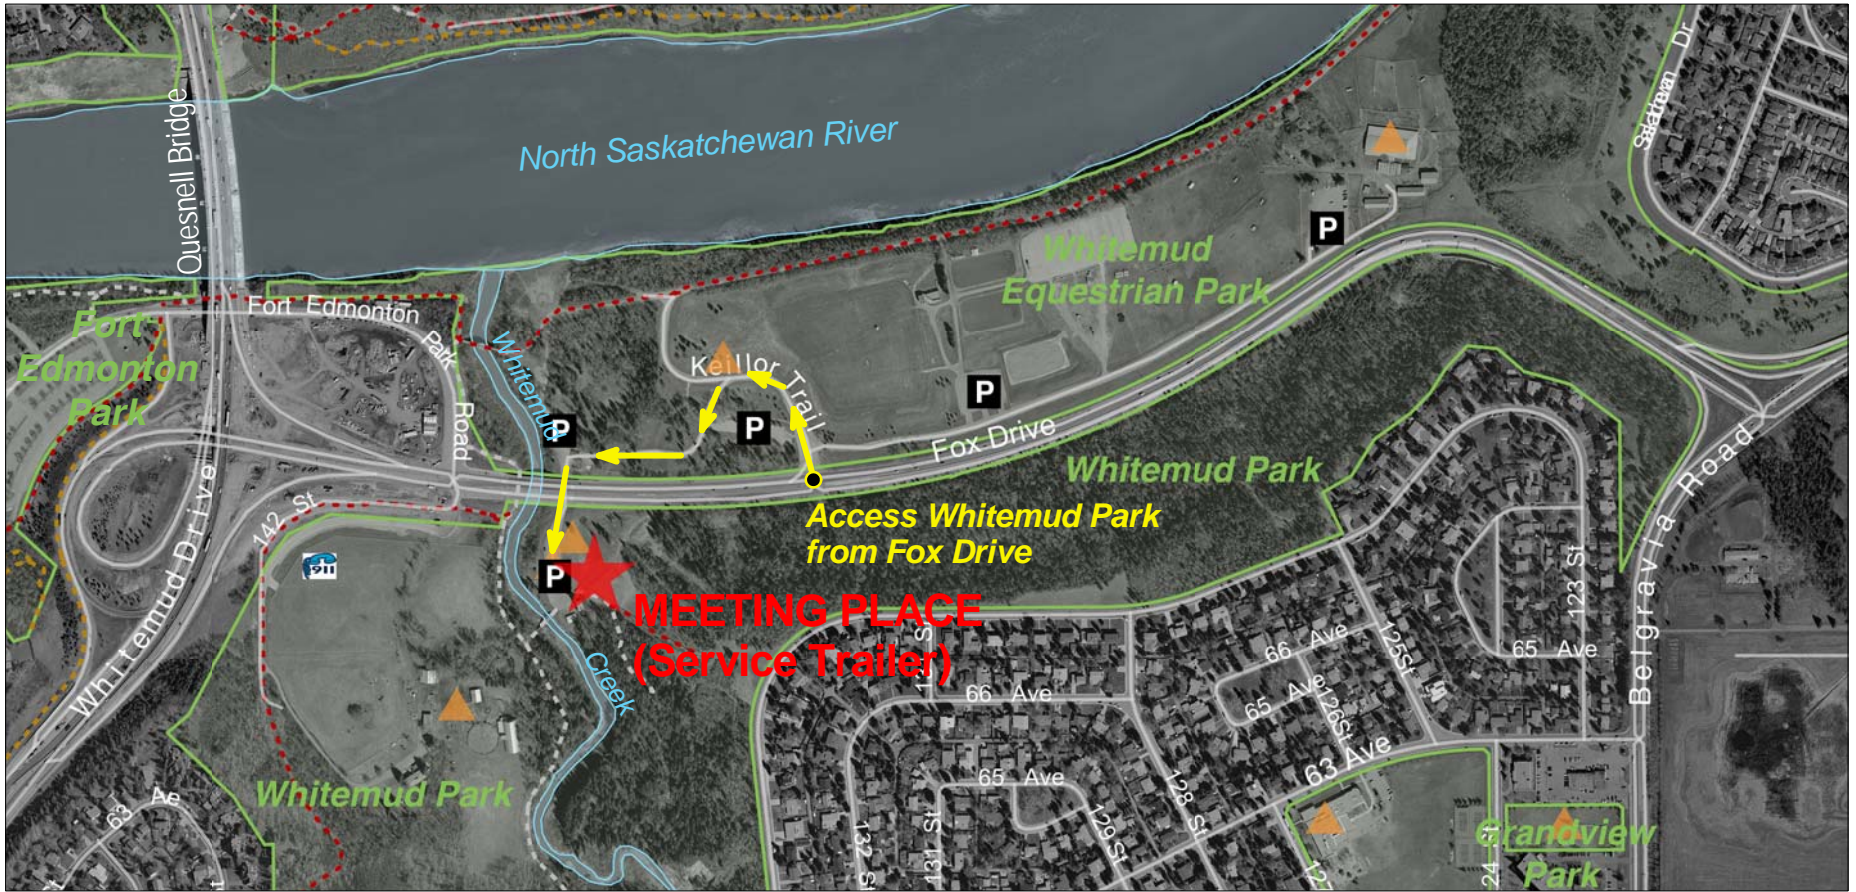 North Saskatchewan River
Quesnell Bridge
Whitemud
Equestrian Park
P
Fort Edmonton
Park
Road
Fort
Edmonton
Park
Whitemud
Keillor Trail
P
P
P
Fox Drive
Whitemud Park
Access Whitemud Park
from Fox Drive
Belgravia Road
142 St
Whitemud Drive
911
P
MEETING PLACE
(Service Trailer)
Creek
123 St
125 St
65 Ave
66 Ave
66 Ave
65 Ave
126 St
63 Ave
65 Ave
Whitemud Park
63
128 St
129 St
131 St
132 St
Grandview
Park